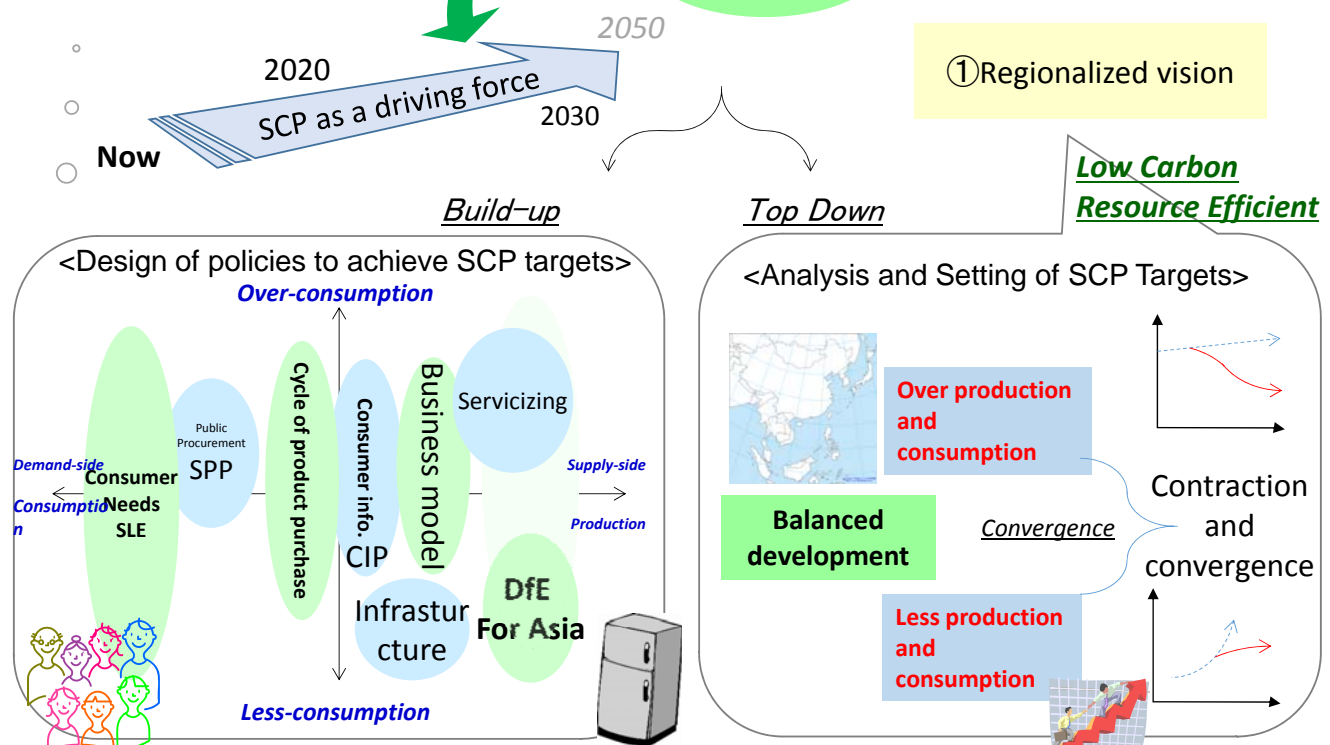 2050
2020
SCP as a driving force
2030
Now
①Regionalized vision
Low Carbon
Resource Efficient
Build-up
Top Down
<Design of policies to achieve SCP targets>
Over-consumption
Cycle of product purchase
Consumer info.
CIP
Business model
Servicizing
Public
Procurement
SPP
Demand-side
Consumptio
n
Consumer
Needs
SLE
Supply-side
Production
Infrastur
cture
DfE
For Asia
Less-consumption
<Analysis and Setting of SCP Targets>
Over production
and
consumption
Balanced
development
Convergence
Contraction
and
convergence
Less production
and
consumption